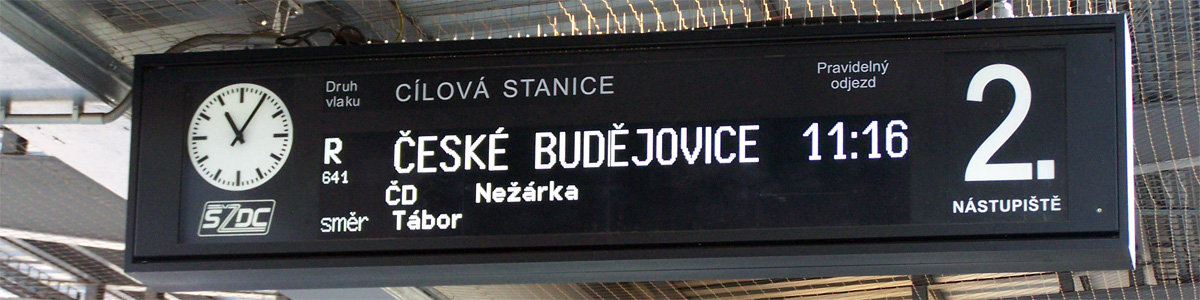 Druh vlaku
CÍLOVÁ STANICE
Pravidelný odjezd
2.
R
ČESKÉ BUDĚJOVICE
11:16
641
ČD
Nežárka
SŽDC
směr
Tábor
NÁSTUPIŠTĚ